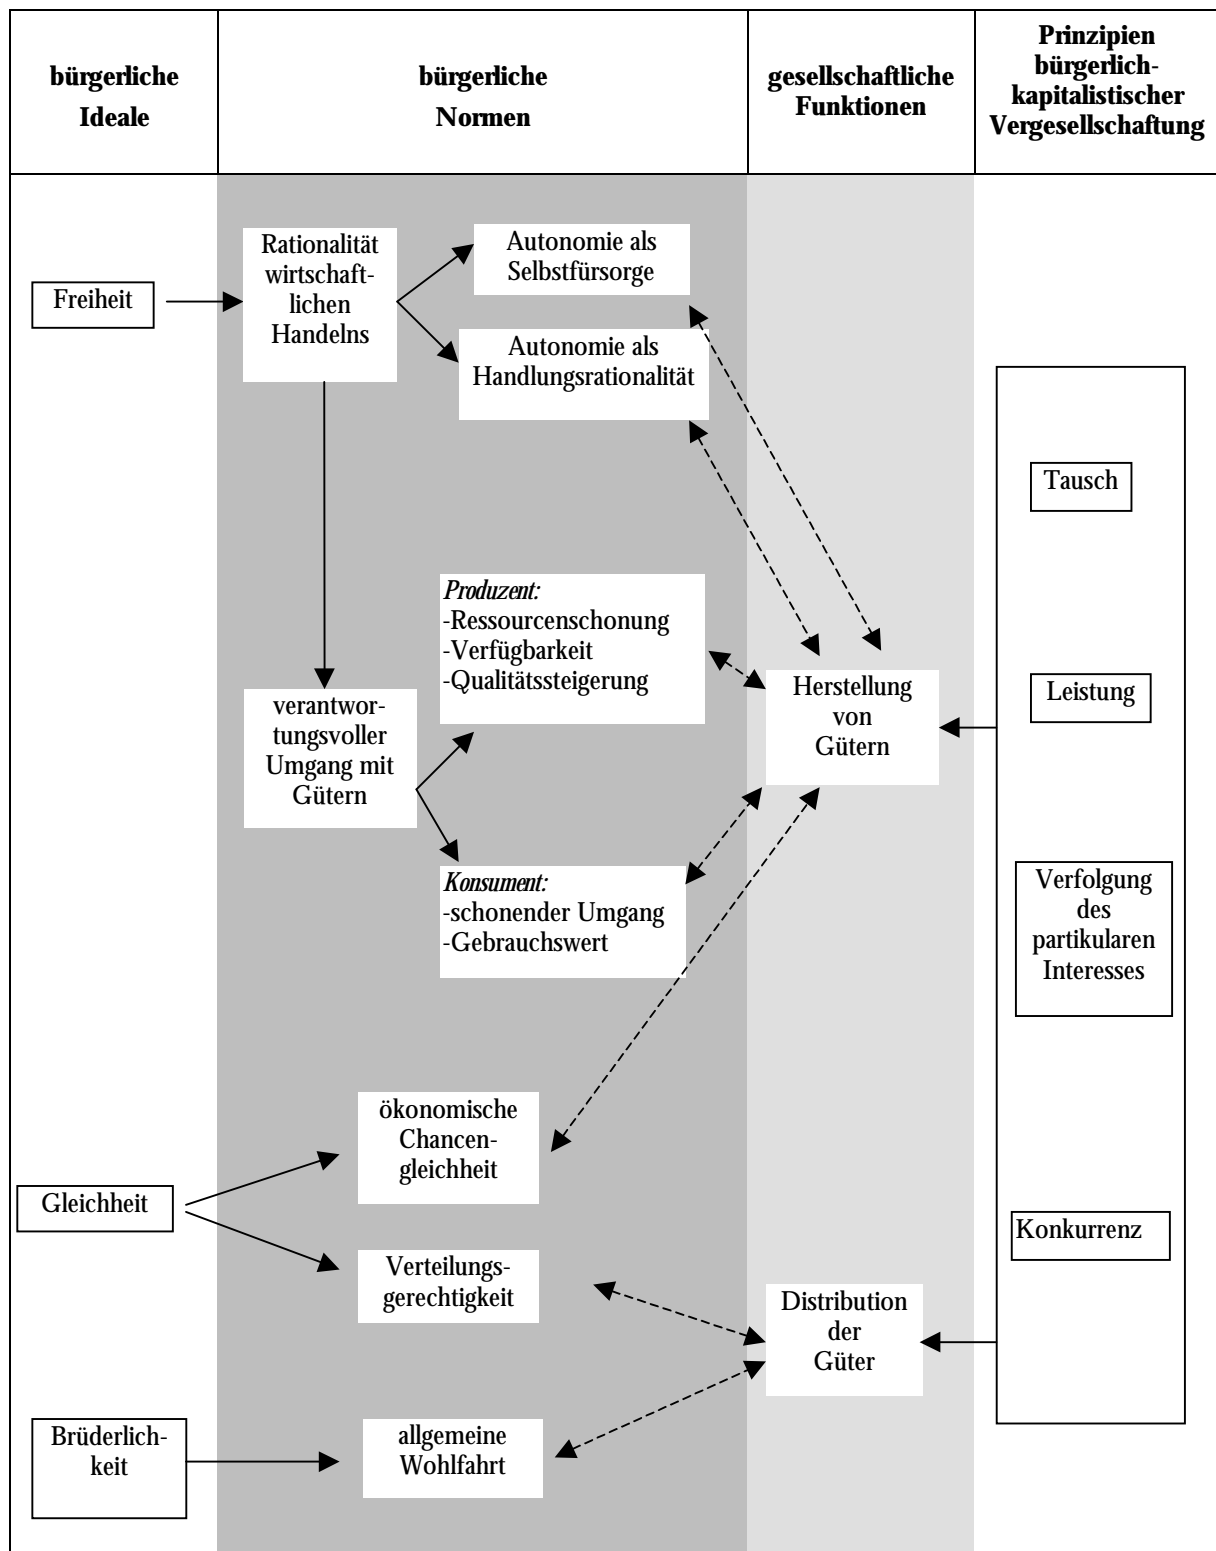 bürgerliche
Ideale
bürgerliche
Normen
gesellschaftliche
Funktionen
Prinzipien
bürgerlich-
kapitalistischer
Vergesellschaftung
Freiheit
Rationalität
wirtschaft-
lichen
Handelns
Autonomie als
Selbstfürsorge
Autonomie als
Handlungsrationalität
verantwor-
tungsvoller
Umgang mit
Gütern
Produzent:
-Ressourcenschonung
-Verfügbarkeit
-Qualitätssteigerung
Konsument:
-schonender Umgang
-Gebrauchswert
Gleichheit
ökonomische
Chancen-
gleichheit
Verteilungs-
gerechtigkeit
Brüderlich-
keit
allgemeine
Wohlfahrt
Herstellung
von
Gütern
Distribution
der
Güter
Tausch
Leistung
Verfolgung
des
partikularen
Interesses
Konkurrenz